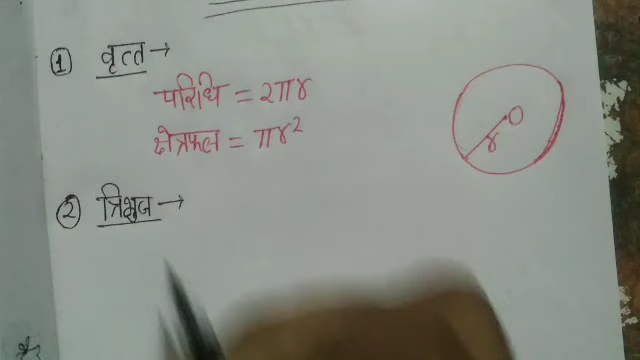 ① वृत्त →
परिधि = 2πr
क्षेत्रफल = πr²
O
r
② त्रिभुज →